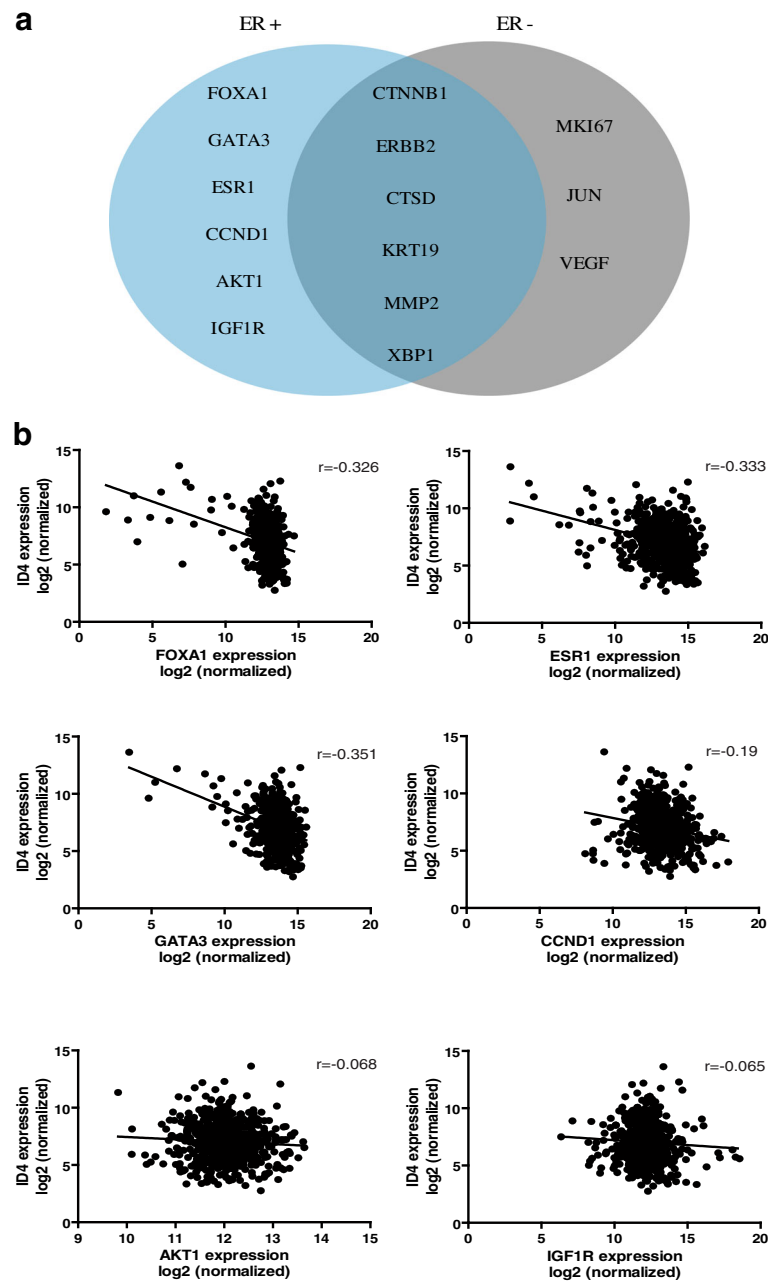 a
ER +
ER -
FOXA1
GATA3
ESR1
CCND1
AKT1
IGF1R
CTNNB1
ERBB2
CTSD
KRT19
MMP2
XBP1
MKI67
JUN
VEGF
b
ID4 expression
log2 (normalized)
15
10
5
0
0
5
10
15
20
r=-0.326
FOXA1 expression
log2 (normalized)
ID4 expression
log2 (normalized)
15
10
5
0
0
5
10
15
20
r=-0.333
ESR1 expression
log2 (normalized)
ID4 expression
log2 (normalized)
15
10
5
0
0
5
10
15
20
r=-0.351
GATA3 expression
log2 (normalized)
ID4 expression
log2 (normalized)
15
10
5
0
0
5
10
15
20
r=-0.19
CCND1 expression
log2 (normalized)
ID4 expression
log2 (normalized)
15
10
5
0
9
10
11
12
13
14
15
r=-0.068
AKT1 expression
log2 (normalized)
ID4 expression
log2 (normalized)
15
10
5
0
0
5
10
15
20
r=-0.065
IGF1R expression
log2 (normalized)